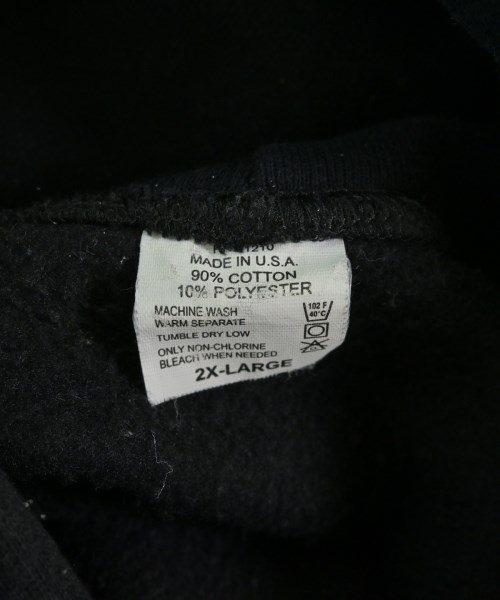 MADE IN U.S.A.
90% COTTON
10% POLYESTER
MACHINE WASH
WARM SEPARATE
TUMBLE DRY LOW
ONLY NON-CHLORINE
BLEACH WHEN NEEDED
102 F
40°C
2X-LARGE